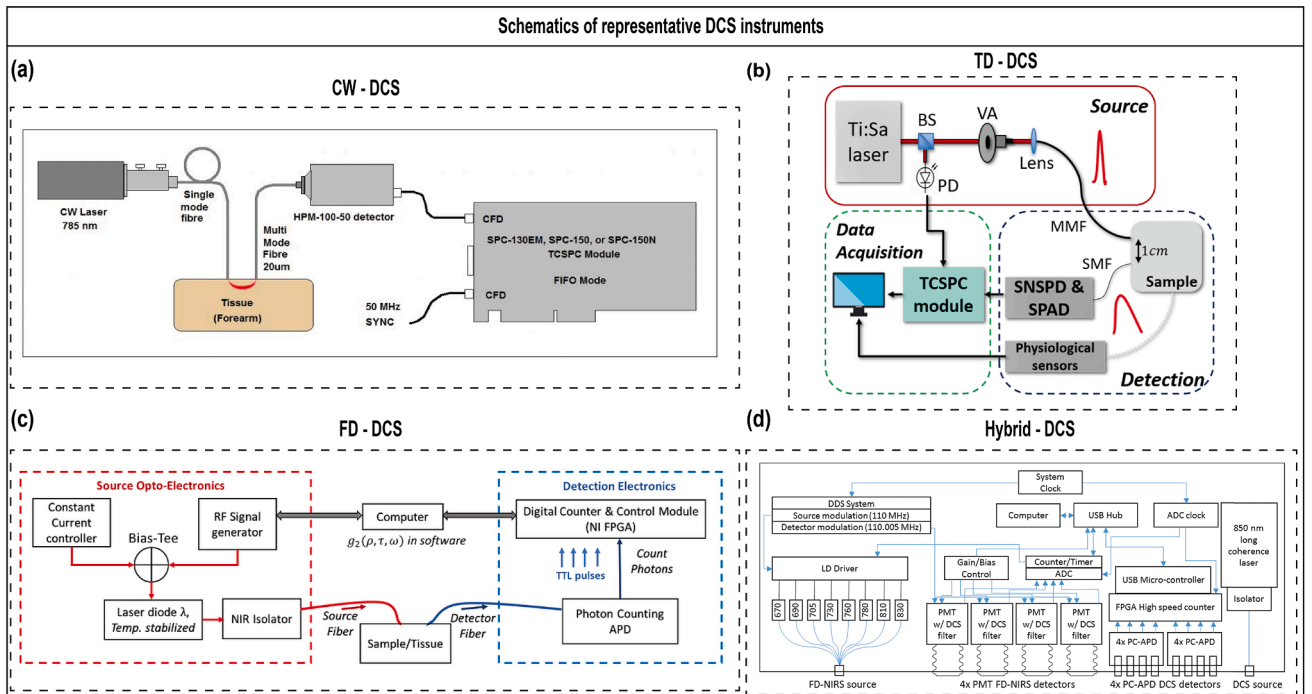 Schematics of representative DCS instruments
(a)
CW - DCS
CW Laser
785 nm
Single
mode
fibre
Multi
Mode
Fibre
20um
HPM-100-50 detector
Tissue
(Forearm)
CFD
SPC-130EM, SPC-150, or SPC-150N
TCSPC Module
FIFO Mode
CFD
50 MHz
SYNC
(b)
TD - DCS
Ti:Sa
laser
BS
VA
Source
Lens
PD
Data
Acquisition
MMF
1cm
SMF
TCSPC
module
SNSPD &
SPAD
Sample
Physiological
sensors
Detection
(c)
FD - DCS
Source Opto-Electronics
Constant
Current
controller
RF Signal
generator
Bias-Tee
Laser diode λ,
Temp. stabilized
NIR Isolator
Source
Fiber
Computer
g₂(ρ, τ, ω) in software
Sample/Tissue
Detector
Fiber
Detection Electronics
Digital Counter & Control Module
(NI FPGA)
TTL pulses
Count
Photons
Photon Counting
APD
(d)
Hybrid - DCS
System
Clock
DDS System
Source modulation (110 MHz)
Detector modulation (110.005 MHz)
Computer
USB Hub
ADC clock
850 nm
long
coherence
laser
LD Driver
Gain/Bias
Control
Counter/Timer
ADC
USB Micro-controller
FPGA High speed counter
Isolator
670
690
705
730
760
780
810
830
PMT
w/ DCS
filter
PMT
w/ DCS
filter
PMT
w/ DCS
filter
PMT
w/ DCS
filter
4x PC-APD
4x PC-APD
FD-NIRS source
4x PMT FD-NIRS detectors
4x PC-APD DCS detectors
DCS source